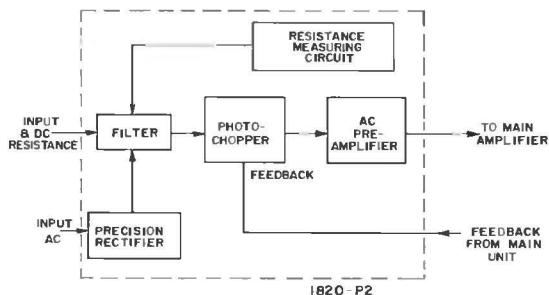 RESISTANCE
MEASURING
CIRCUIT
INPUT
& DC
RESISTANCE
FILTER
PHOTO-
CHOPPER
AC
PRE-
AMPLIFIER
TO MAIN
AMPLIFIER
FEEDBACK
INPUT
AC
PRECISION
RECTIFIER
FEEDBACK
FROM MAIN
UNIT
1820-P2